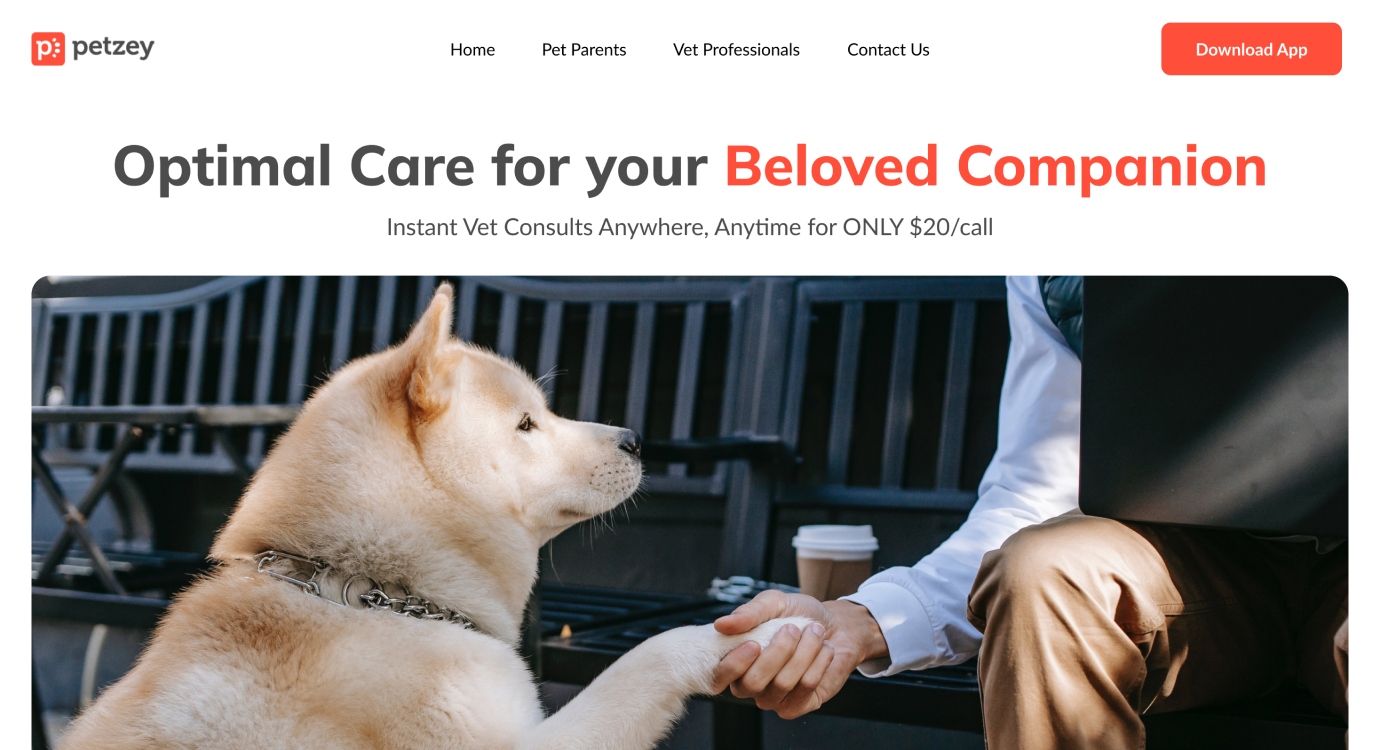 petzey
Home Pet Parents Vet Professionals Contact Us
Download App
Optimal Care for your Beloved Companion
Instant Vet Consults Anywhere, Anytime for ONLY $20/call